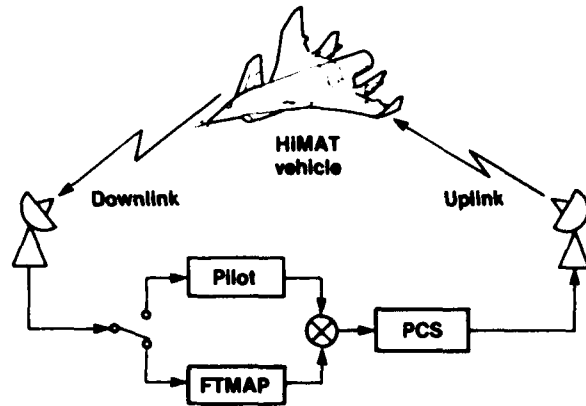 HiMAT
vehicle
Downlink
Uplink
Pilot
PCS
FTMAP